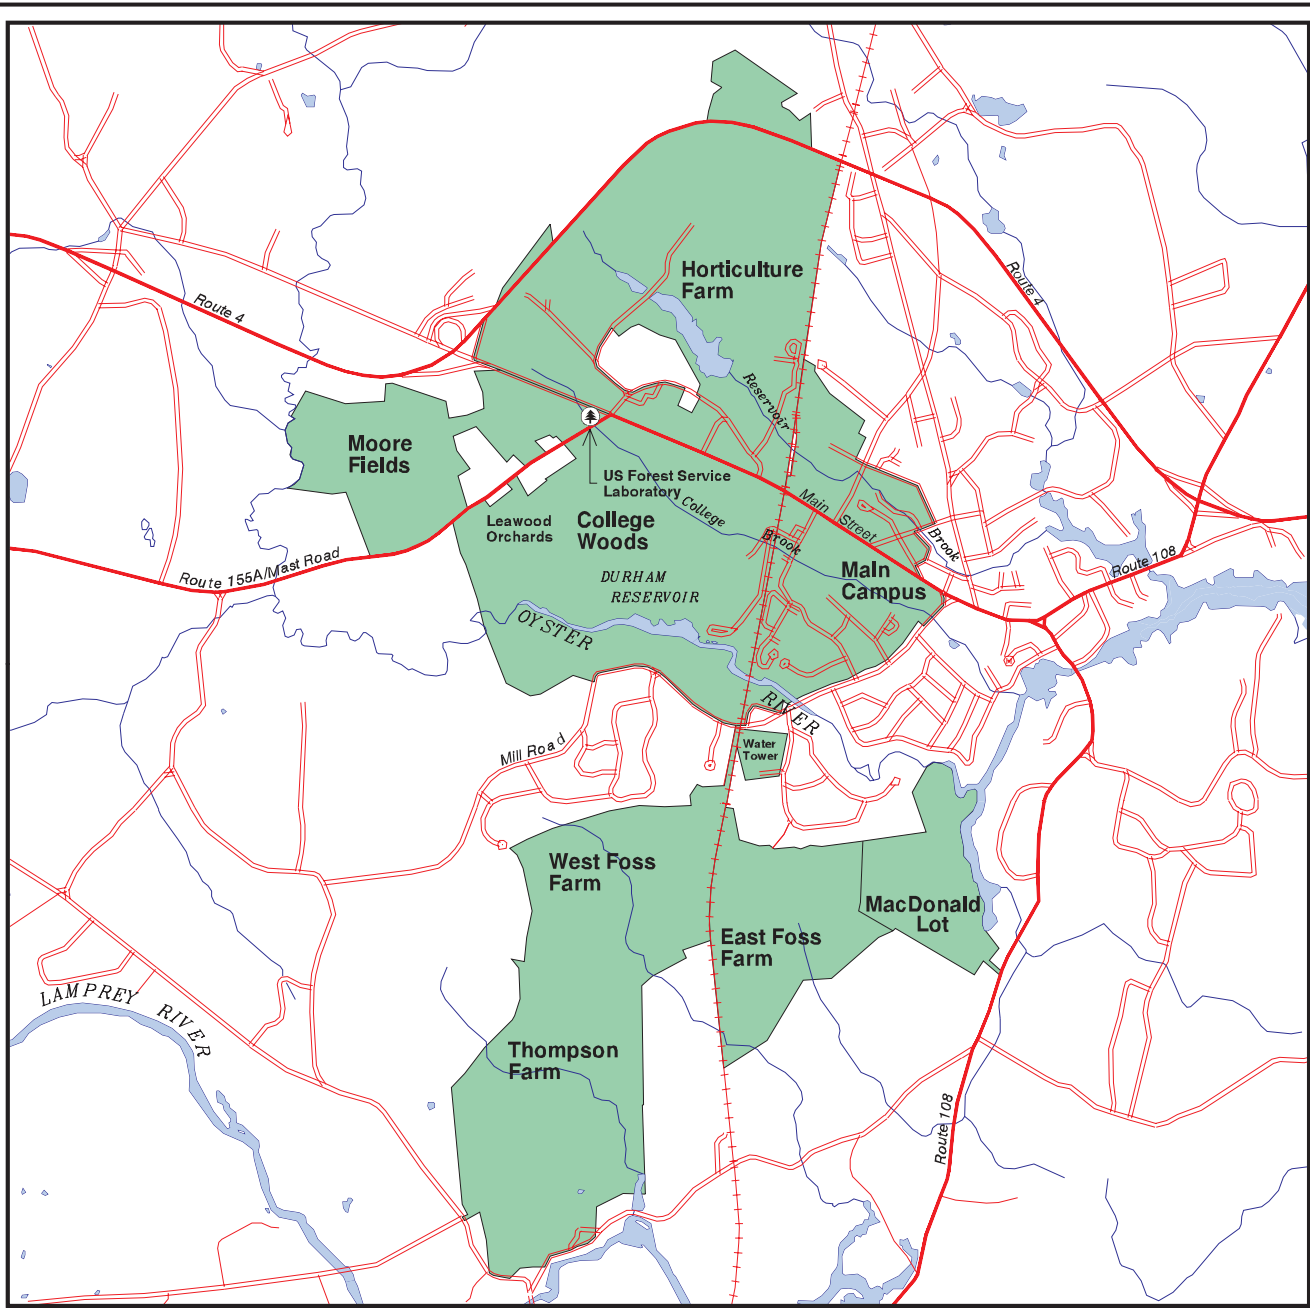 Horticulture
Farm
Route 4
Route 4
Reservoir
Moore
Fields
US Forest Service
Laboratory
College
Main
Street
Leawood
Orchards
College
Woods
Brook
Brook
Route 155A/Mast Road
Route 108
MaIn
Campus
DURHAM
RESERVOIR
OYSTER
RIVER
Mill Road
Water
Tower
West Foss
Farm
MacDonald
Lot
East Foss
Farm
LAMPREY
RIVER
Thompson
Farm
Route 108